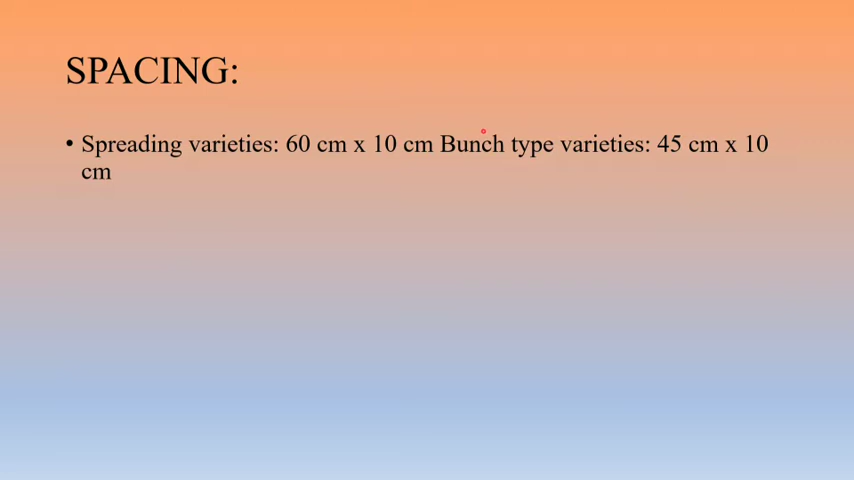 SPACING:
• Spreading varieties: 60 cm x 10 cm Bunch type varieties: 45 cm x 10
cm